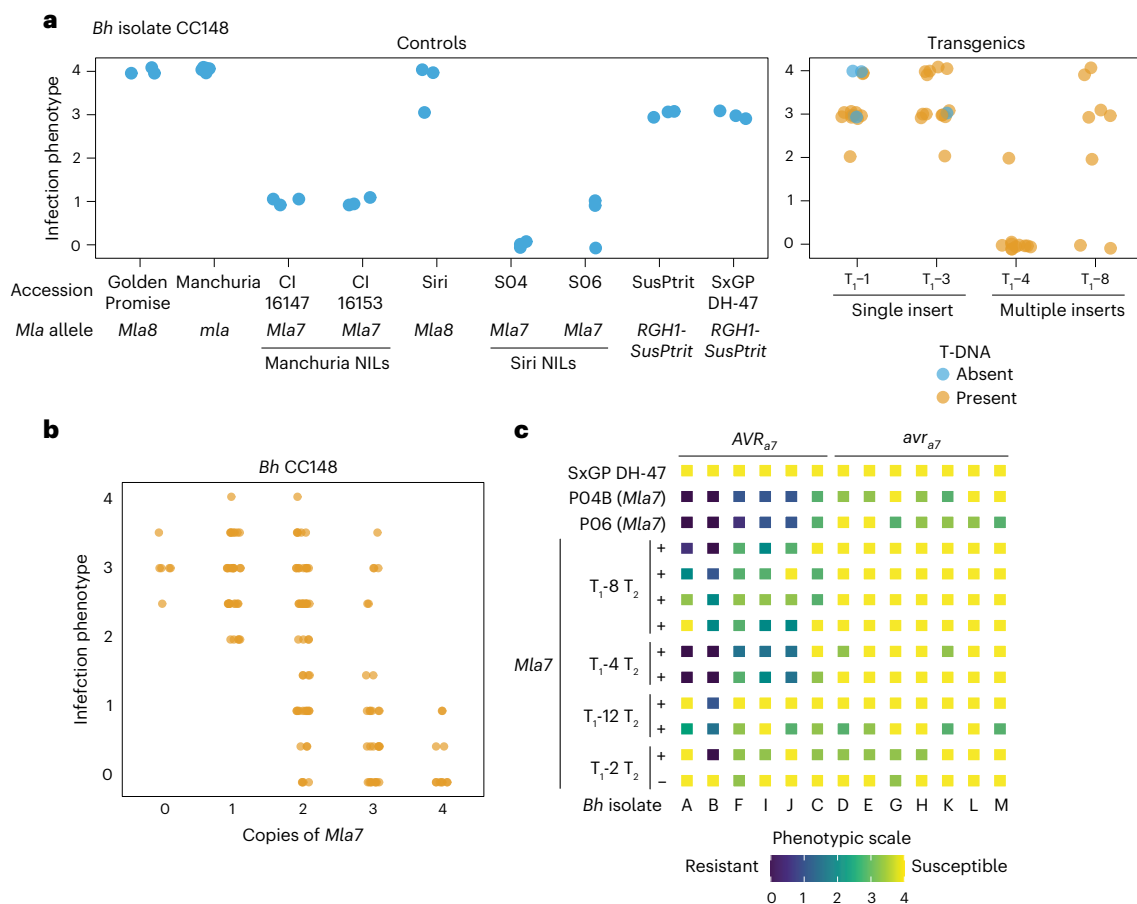 a
Bh isolate CC148
Controls
Transgenics
Infection phenotype
4
3
2
1
0
4
3
2
1
0
Accession
Golden Promise
Manchuria
CI 16147
CI 16153
Siri
S04
S06
SusPtrit
SxGP DH-47
Mla allele
Mla8
mla
Mla7
Mla7
Mla8
Mla7
Mla7
RGH1-SusPtrit
RGH1-SusPtrit
Manchuria NILs
Siri NILs
T1-1
T1-3
T1-4
T1-8
Single insert
Multiple inserts
T-DNA
Absent
Present
b
Bh CC148
Infefction phenotype
4
3
2
1
0
0 1 2 3 4
Copies of Mla7
c
AVRa7
avra7
SxGP DH-47
P04B (Mla7)
P06 (Mla7)
Mla7
T1-8 T2
+
+
+
+
T1-4 T2
+
+
T1-12 T2
+
+
T1-2 T2
+
−
Bh isolate A B F I J C D E G H K L M
Phenotypic scale
Resistant
Susceptible
0 1 2 3 4